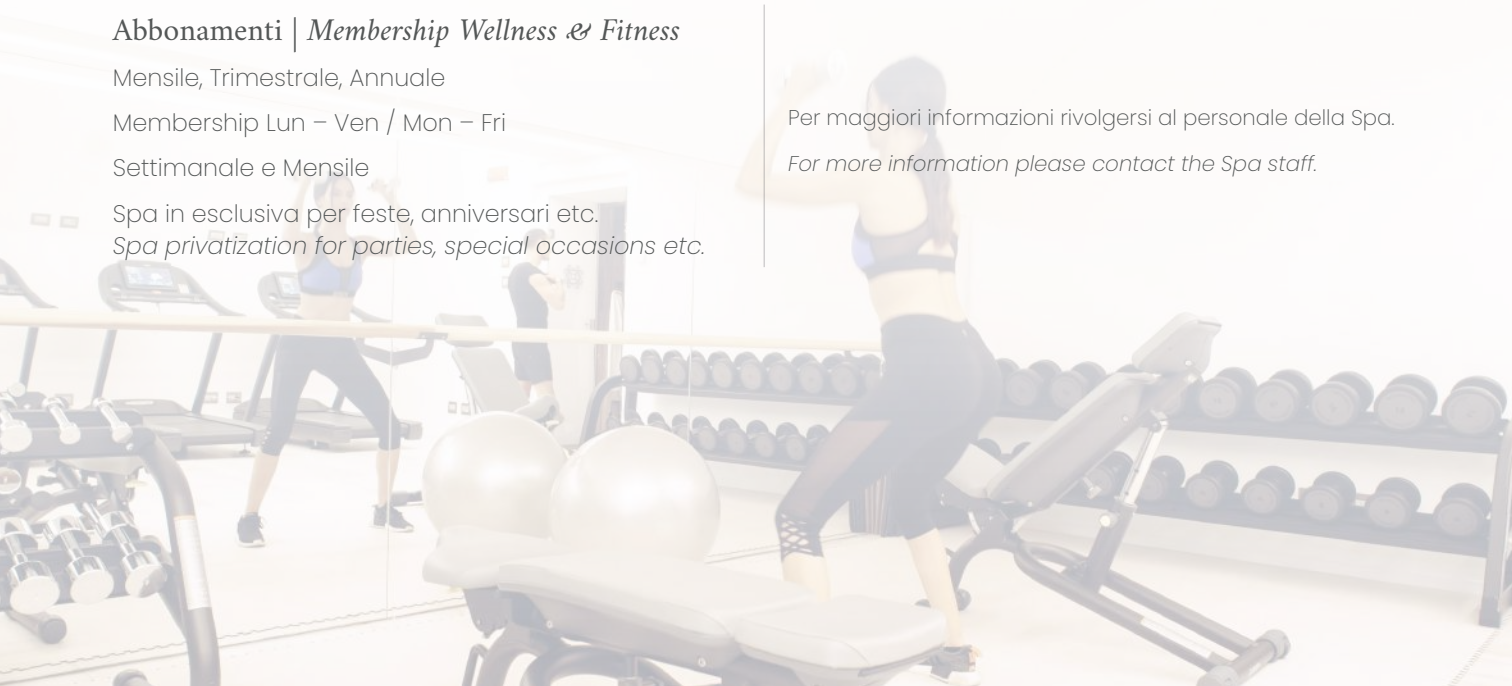 Abbonamenti | Membership Wellness & Fitness
Mensile, Trimestrale, Annuale
Membership Lun – Ven / Mon – Fri
Settimanale e Mensile
Spa in esclusiva per feste, anniversari etc.
Spa privatization for parties, special occasions etc.
Per maggiori informazioni rivolgersi al personale della Spa.
For more information please contact the Spa staff.